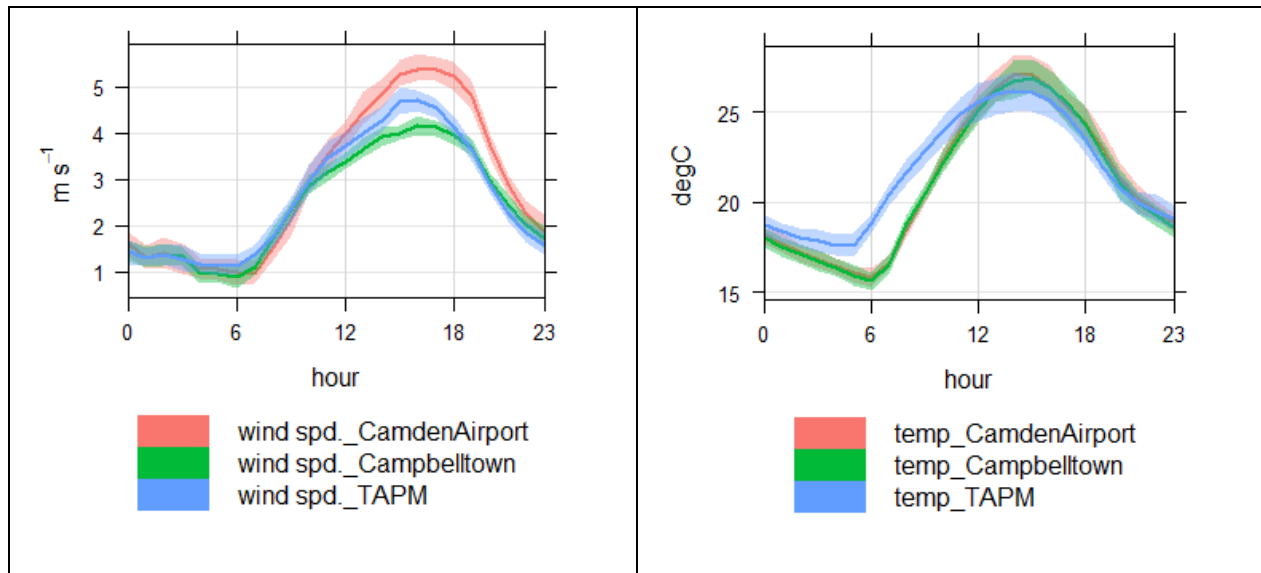 m s⁻¹
5
4
3
2
1
0 6 12 18 23
hour
wind spd._CamdenAirport
wind spd._Campbelltown
wind spd._TAPM
degC
25
20
15
0 6 12 18 23
hour
temp_CamdenAirport
temp_Campbelltown
temp_TAPM